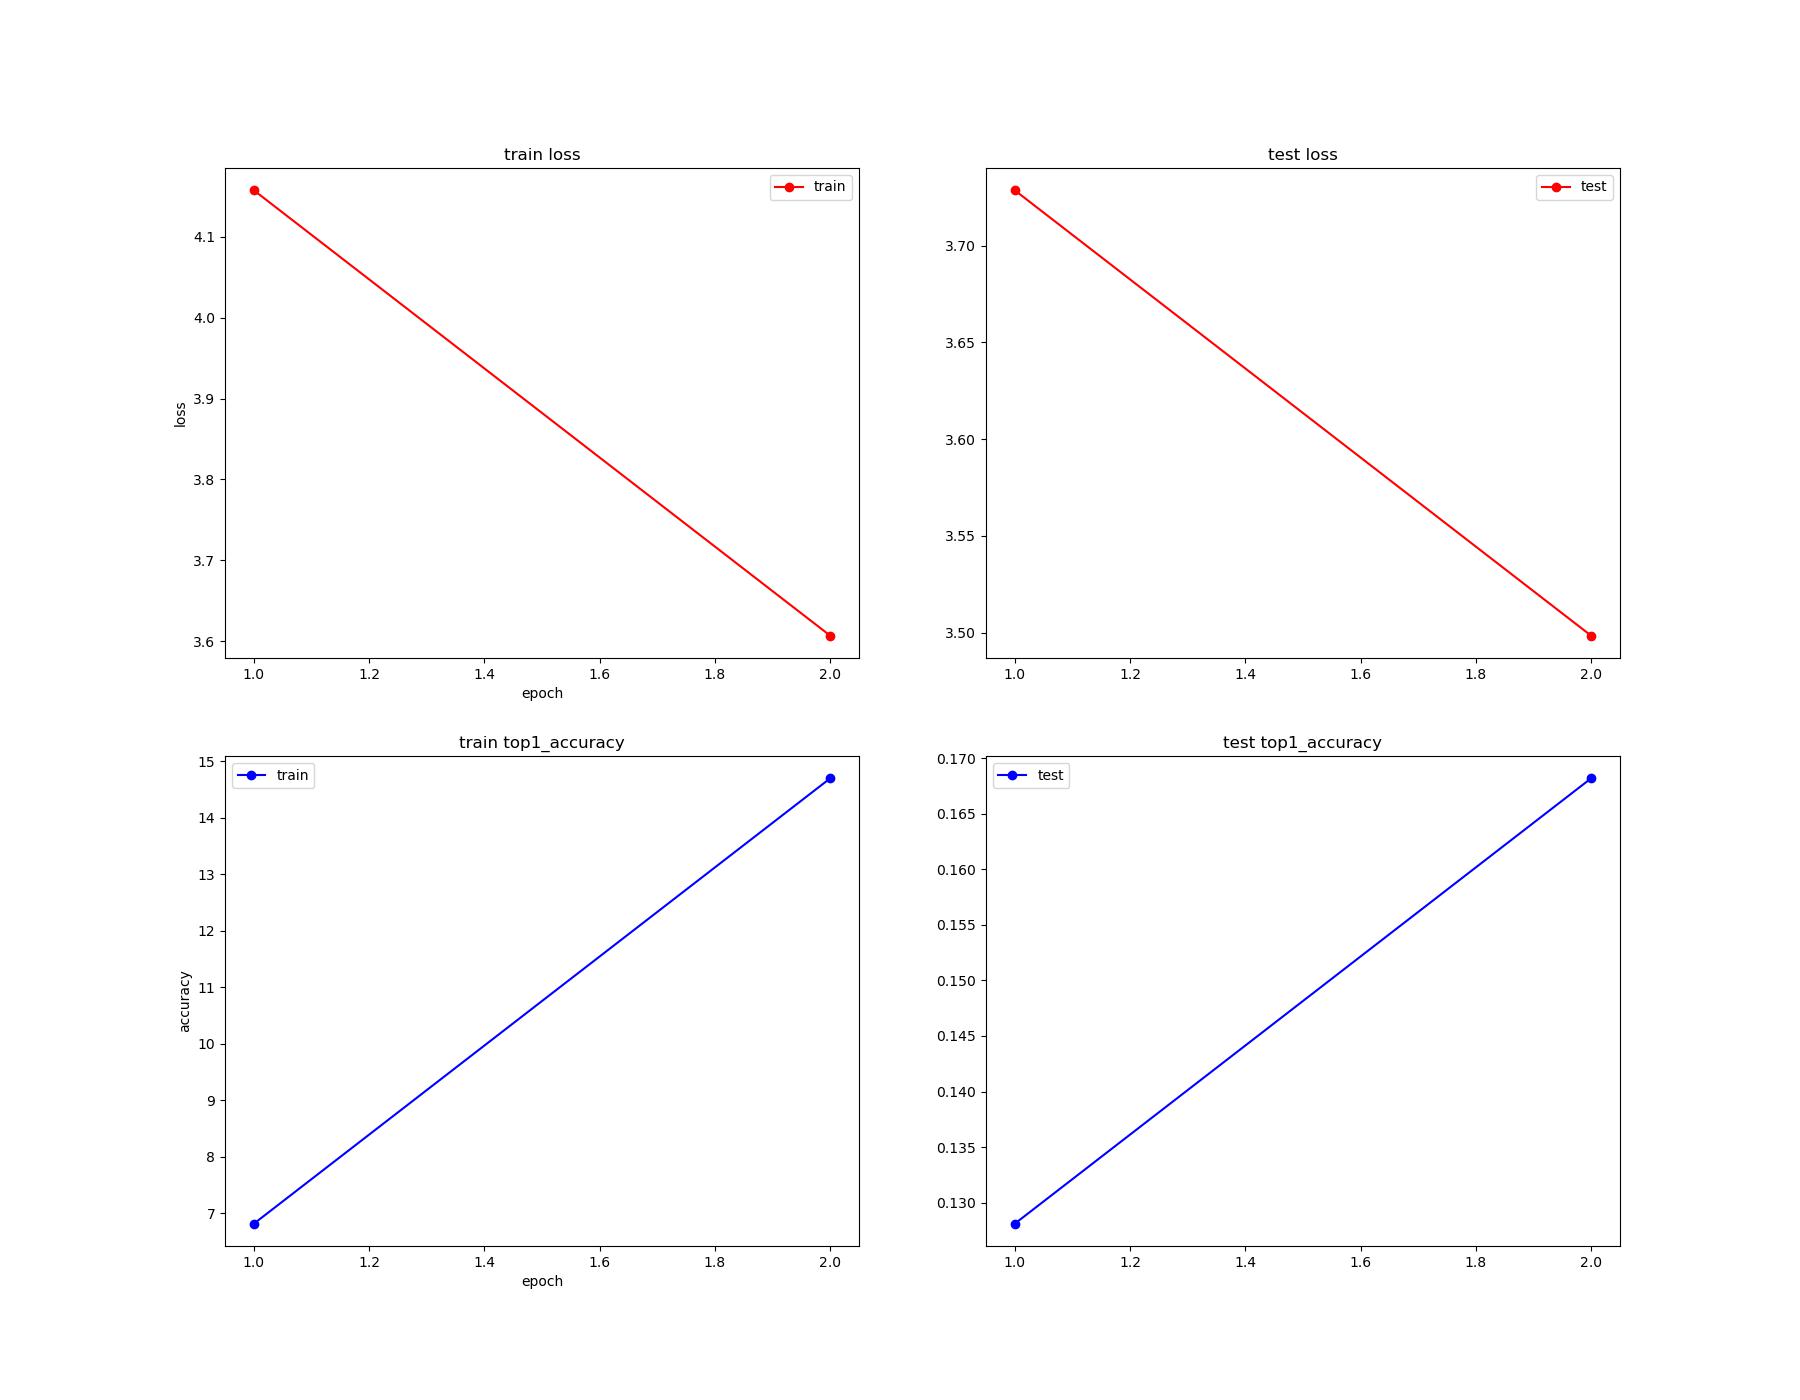 train loss
train
4.1
4.0
3.9
3.8
3.7
3.6
loss
1.0 1.2 1.4 1.6 1.8 2.0
epoch
test loss
test
3.70
3.65
3.60
3.55
3.50
1.0 1.2 1.4 1.6 1.8 2.0
train top1_accuracy
train
15
14
13
12
11
10
9
8
7
accuracy
1.0 1.2 1.4 1.6 1.8 2.0
epoch
test top1_accuracy
test
0.170
0.165
0.160
0.155
0.150
0.145
0.140
0.135
0.130
1.0 1.2 1.4 1.6 1.8 2.0